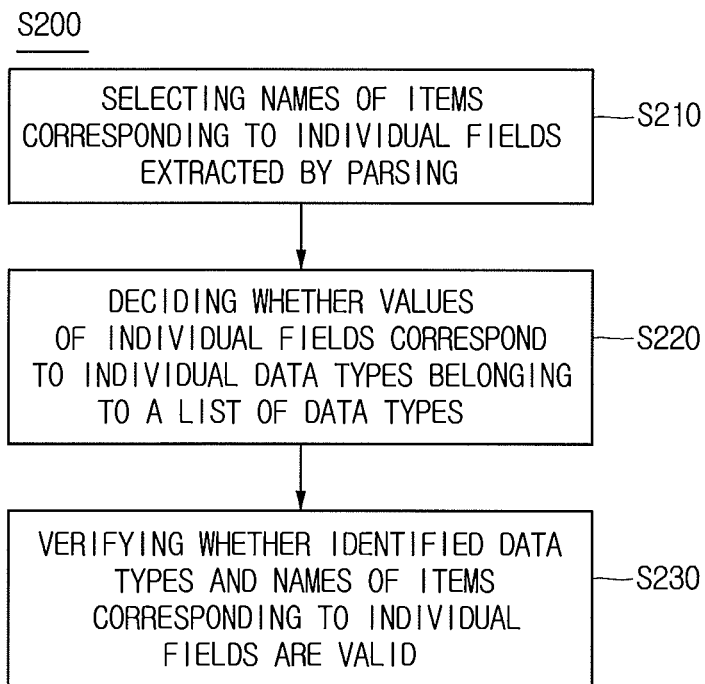 S200
SELECTING NAMES OF ITEMS
CORRESPONDING TO INDIVIDUAL FIELDS
EXTRACTED BY PARSING
S210
DECIDING WHETHER VALUES
OF INDIVIDUAL FIELDS CORRESPOND
TO INDIVIDUAL DATA TYPES BELONGING
TO A LIST OF DATA TYPES
S220
VERIFYING WHETHER IDENTIFIED DATA
TYPES AND NAMES OF ITEMS
CORRESPONDING TO INDIVIDUAL
FIELDS ARE VALID
S230